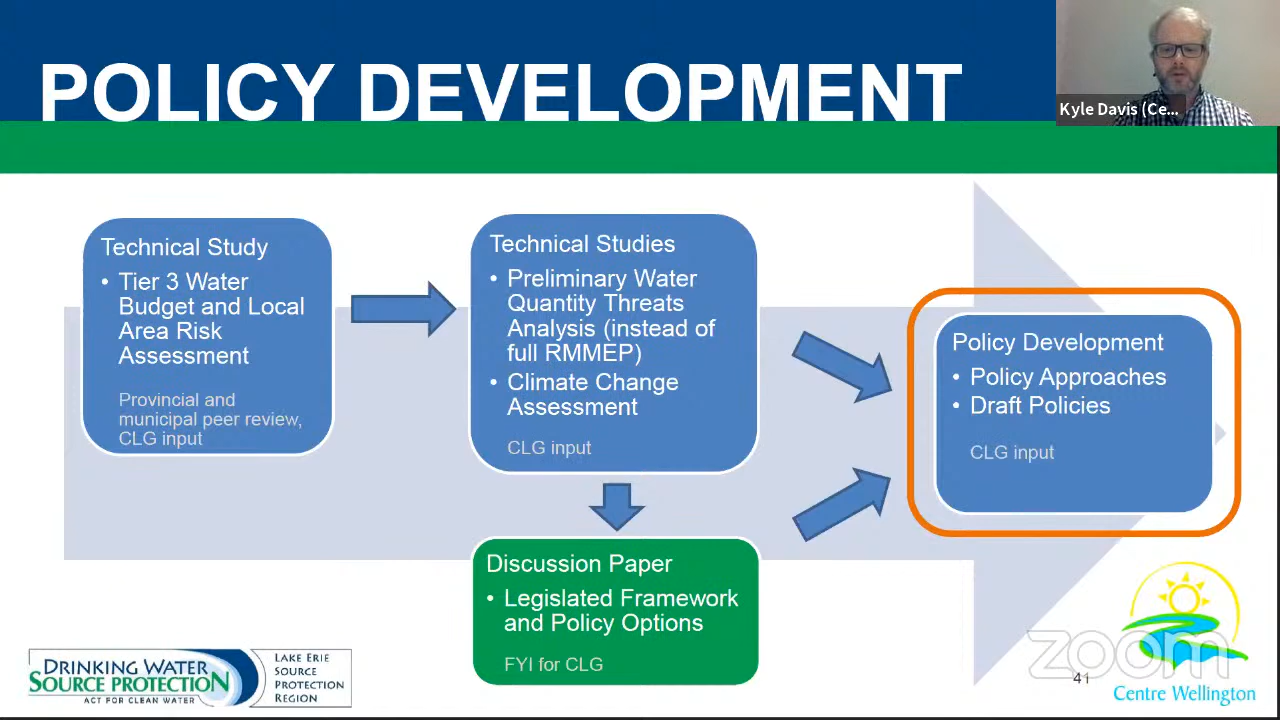 POLICY DEVELOPMENT
Kyle Davis (Ce...
Technical Study
• Tier 3 Water
Budget and Local
Area Risk
Assessment
Provincial and
municipal peer review,
CLG input
Technical Studies
• Preliminary Water
Quantity Threats
Analysis (instead of
full RMMEP)
• Climate Change
Assessment
CLG input
Policy Development
• Policy Approaches
• Draft Policies
CLG input
Discussion Paper
• Legislated Framework
and Policy Options
FYI for CLG
DRINKING WATER
SOURCE PROTECTION
ACT FOR CLEAN WATER
LAKE ERIE
SOURCE
PROTECTION
REGION
zoom
41
Centre Wellington